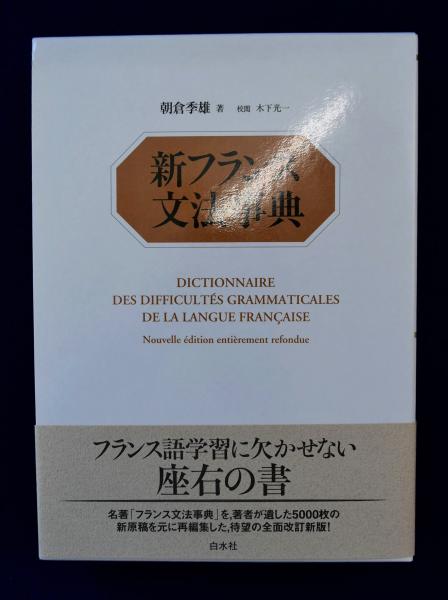 朝倉季雄 著 校閲 木下光一
新フランス
文法事典
DICTIONNAIRE
DES DIFFICULTÉS GRAMMATICALES
DE LA LANGUE FRANÇAISE
Nouvelle édition entièrement refondue
フランス語学習に欠かせない
座右の書
名著「フランス文法事典」を,著者が遺した5000枚の
新原稿を元に再編集した,待望の全面改訂新版!
白水社